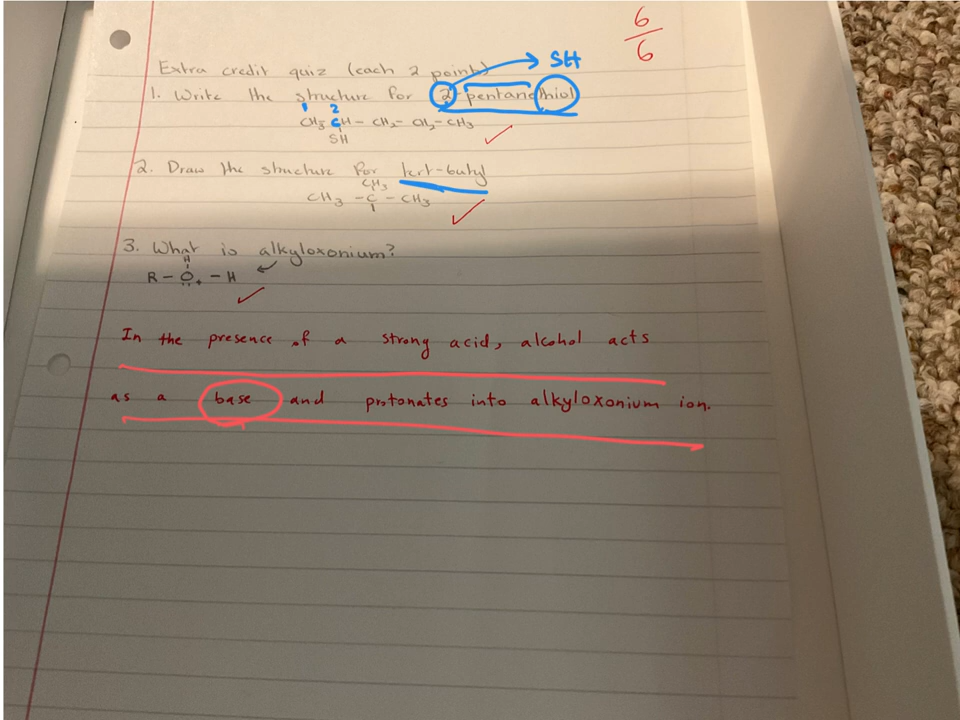 6
6
SH
Extra credit quiz (each 2 points)
1. Write the structure for 2-pentanethiol
1 2
CH3 CH - CH2 - CH2 - CH3
SH
2. Draw the structure for tert-butyl
CH3
CH3 - C - CH3
3. What is alkyloxonium?
H
R - O + - H
In the presence of a strong acid, alcohol acts
as a base and protonates into alkyloxonium ion.